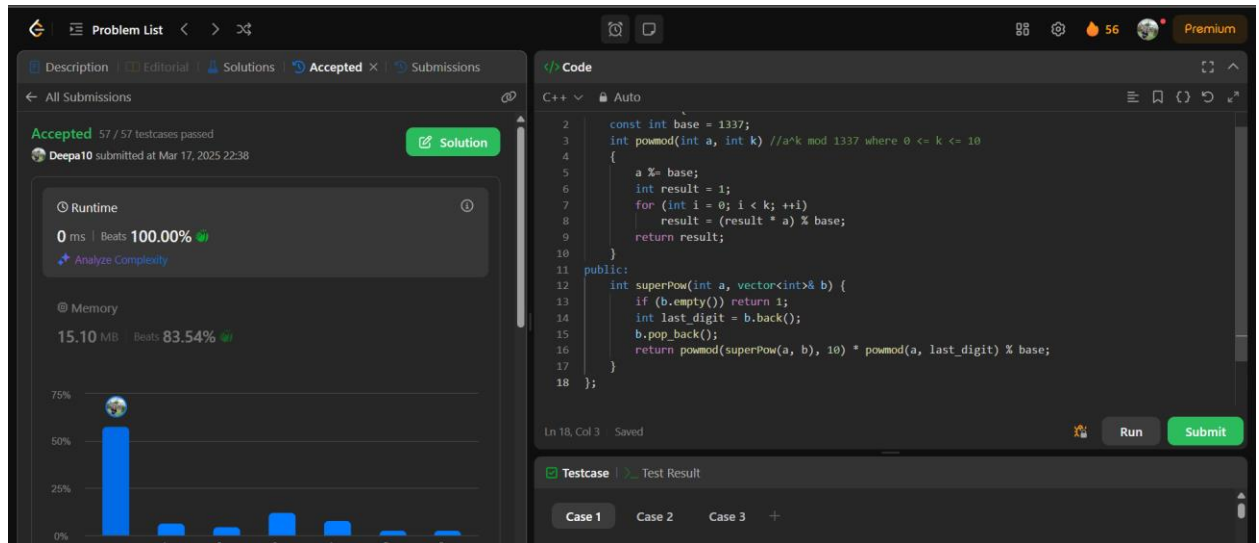 Problem List
56
Premium
Description
Editorial
Solutions
Accepted
Submissions
All Submissions
Accepted 57 / 57 testcases passed
Deepa10 submitted at Mar 17, 2025 22:38
Solution
Runtime
0 ms | Beats 100.00%
Analyze Complexity
Memory
15.10 MB | Beats 83.54%
75%
50%
25%
0%
</> Code
C++
Auto
2 const int base = 1337;
3 int powmod(int a, int k) //a^k mod 1337 where 0 <= k <= 10
4 {
5 a %= base;
6 int result = 1;
7 for (int i = 0; i < k; ++i)
8 result = (result * a) % base;
9 return result;
10 }
11 public:
12 int superPow(int a, vector<int>& b) {
13 if (b.empty()) return 1;
14 int last_digit = b.back();
15 b.pop_back();
16 return powmod(superPow(a, b), 10) * powmod(a, last_digit) % base;
17 }
18 };
Ln 18, Col 3 Saved
Run
Submit
Testcase
Test Result
Case 1
Case 2
Case 3
+